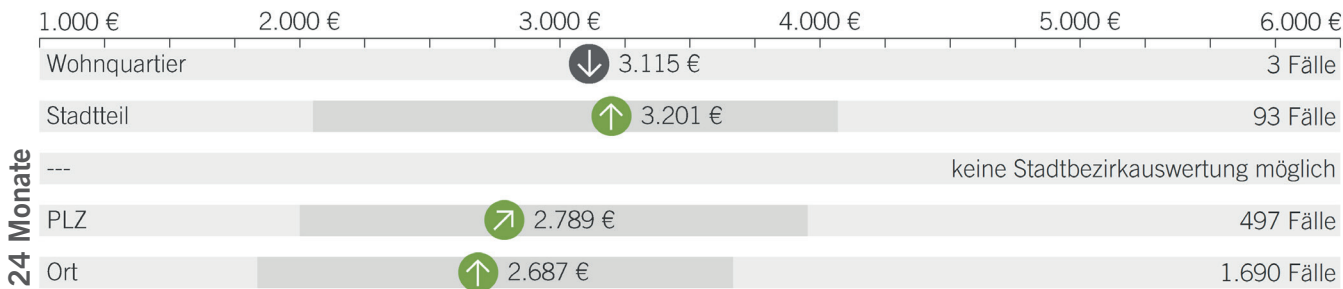 1.000 € 2.000 € 3.000 € 4.000 € 5.000 € 6.000 €
Wohnquartier 3.115 € 3 Fälle
Stadtteil 3.201 € 93 Fälle
--- keine Stadtbezirkauswertung möglich
PLZ 2.789 € 497 Fälle
Ort 2.687 € 1.690 Fälle
24 Monate